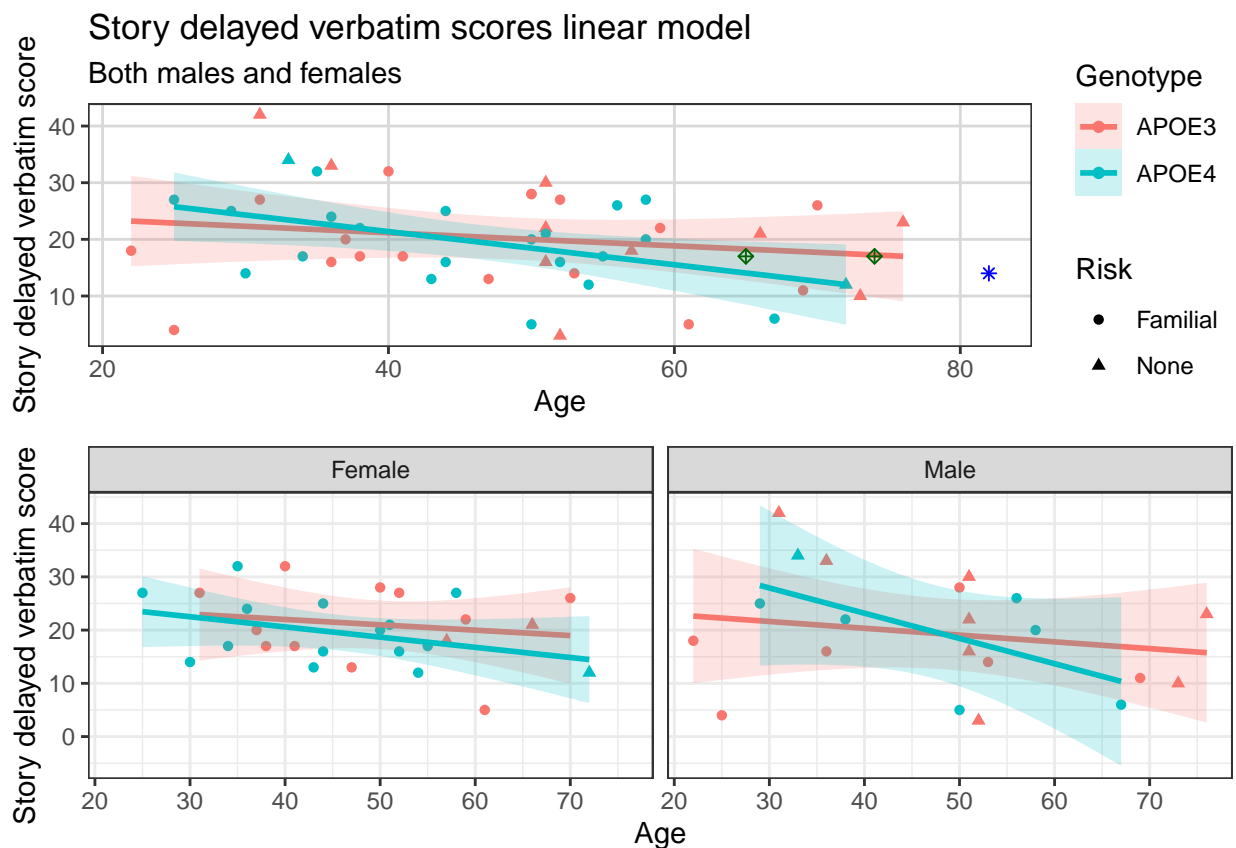 Story delayed verbatim scores linear model
Both males and females
Story delayed verbatim score
40
30
20
10
20
40
60
80
Age
Genotype
APOE3
APOE4
Risk
Familial
None
Female
Male
Story delayed verbatim score
40
30
20
10
0
20
30
40
50
60
70
20
30
40
50
60
70
Age